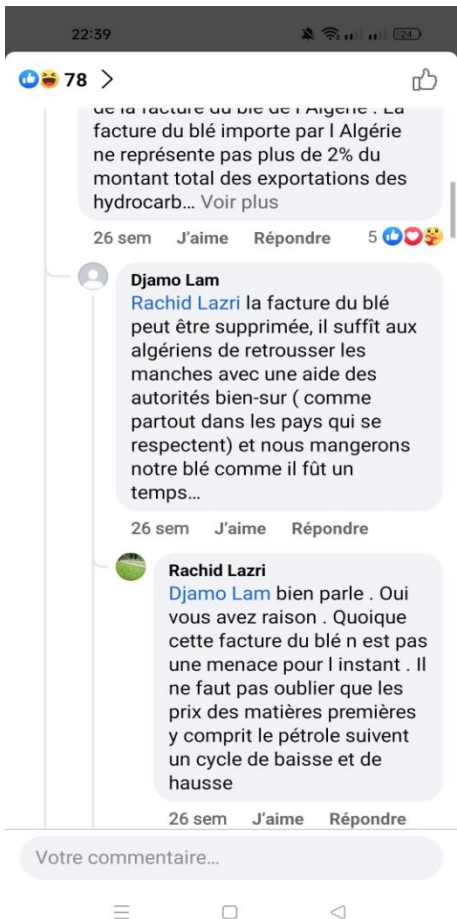 22:39
24
78 >
de la facture du blé de l Algérie . La
facture du blé importe par l Algérie
ne représente pas plus de 2% du
montant total des exportations des
hydrocarb... Voir plus
26 sem J'aime Répondre 5
Djamo Lam
Rachid Lazri la facture du blé
peut être supprimée, il suffît aux
algériens de retrousser les
manches avec une aide des
autorités bien-sur ( comme
partout dans les pays qui se
respectent) et nous mangerons
notre blé comme il fût un
temps...
26 sem J'aime Répondre
Rachid Lazri
Djamo Lam bien parle . Oui
vous avez raison . Quoique
cette facture du blé n est pas
une menace pour l instant . Il
ne faut pas oublier que les
prix des matières premières
y comprit le pétrole suivent
un cycle de baisse et de
hausse
26 sem J'aime Répondre
Votre commentaire...